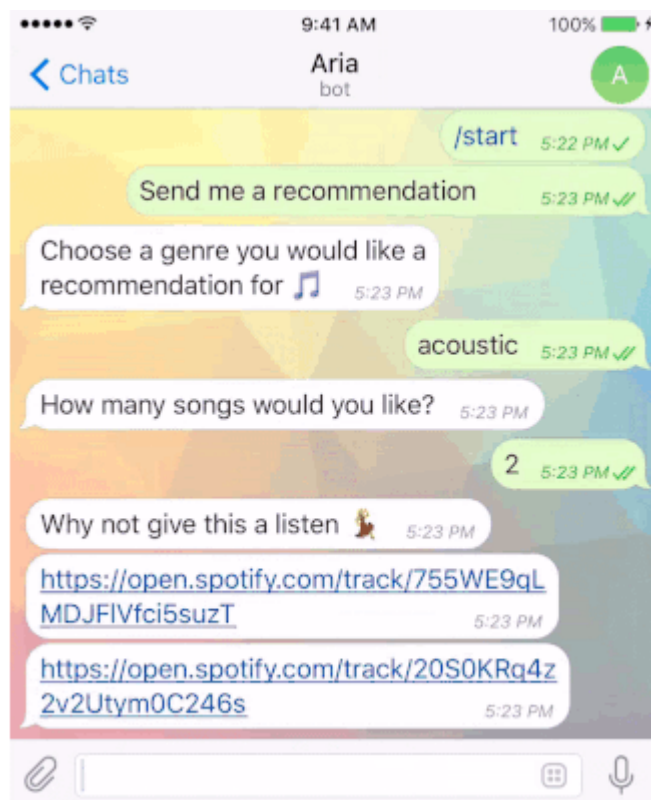 9:41 AM
100%
Chats
Aria
bot
A
/start 5:22 PM
Send me a recommendation 5:23 PM
Choose a genre you would like a
recommendation for 🎵 5:23 PM
acoustic 5:23 PM
How many songs would you like? 5:23 PM
2 5:23 PM
Why not give this a listen 💃 5:23 PM
https://open.spotify.com/track/755WE9qL
MDJFlVfci5suzT 5:23 PM
https://open.spotify.com/track/20S0KRq4z
2v2Utym0C246s 5:23 PM